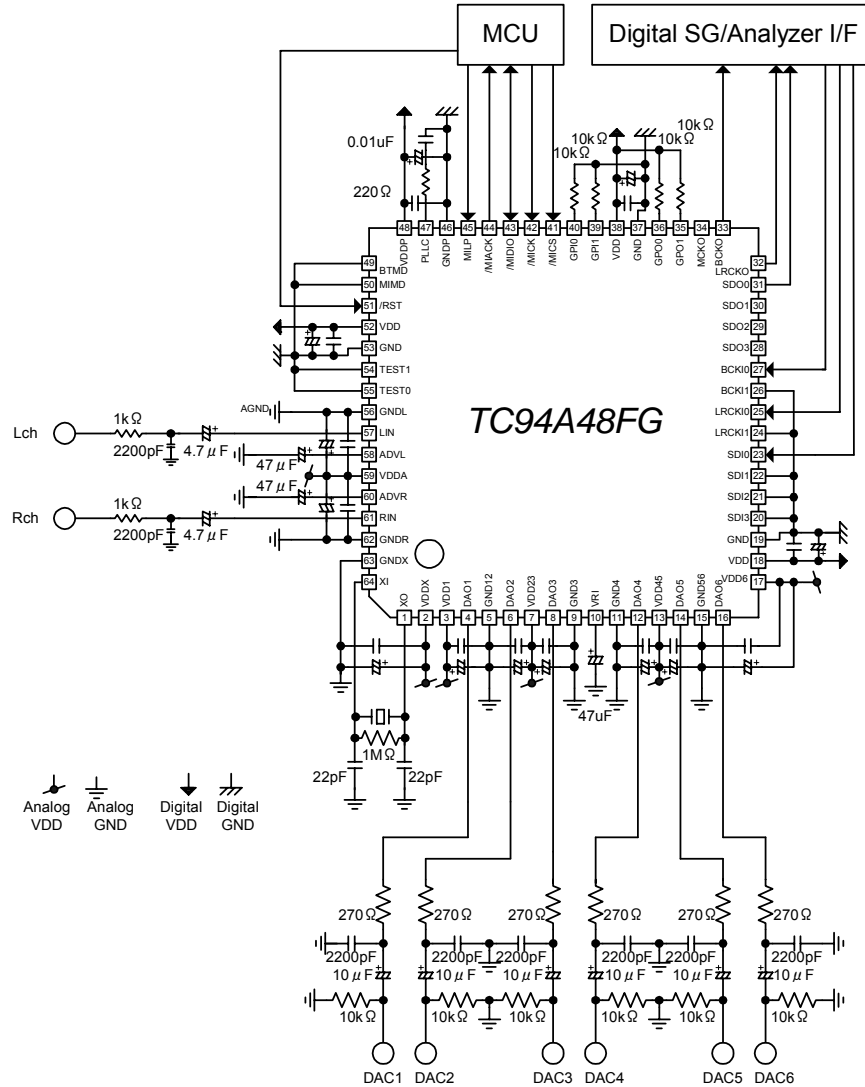 MCU
Digital SG/Analyzer I/F
0.01uF
220Ω
10kΩ
10kΩ
10kΩ
10kΩ
48 47 46 45 44 43 42 41 40 39 38 37 36 35 34 33
VDDP
PLLC
GNDP
MILP
/MIACK
/MIDIO
/MICK
/MICS
GPI0
GPI1
VDD
GND
GPO0
GPO1
MCKO
BCKO
49 BTMD
50 MIMD
51 /RST
52 VDD
53 GND
54 TEST1
55 TEST0
56 GNDL
57 LIN
58 ADVL
59 VDDA
60 ADVR
61 RIN
62 GNDR
63 GNDX
64 XI
LRCKO 32
SDO0 31
SDO1 30
SDO2 29
SDO3 28
BCKI0 27
BCKI1 26
LRCKI0 25
LRCKI1 24
SDI0 23
SDI1 22
SDI2 21
SDI3 20
GND 19
VDD 18
VDD6 17
TC94A48FG
AGND
Lch
1kΩ
2200pF
4.7μF
47μF
47μF
Rch
1kΩ
2200pF
4.7μF
XO
VDDX
VDD1
DAO1
GND12
DAO2
VDD23
DAO3
GND3
VRI
GND4
DAO4
VDD45
DAO5
GND56
DAO6
1 2 3 4 5 6 7 8 9 10 11 12 13 14 15 16
47uF
1MΩ
22pF
22pF
Analog VDD
Analog GND
Digital VDD
Digital GND
270Ω
270Ω
270Ω
270Ω
270Ω
270Ω
2200pF
2200pF
2200pF
2200pF
2200pF
2200pF
10μF
10μF
10μF
10μF
10μF
10μF
10kΩ
10kΩ
10kΩ
10kΩ
10kΩ
10kΩ
DAC1
DAC2
DAC3
DAC4
DAC5
DAC6